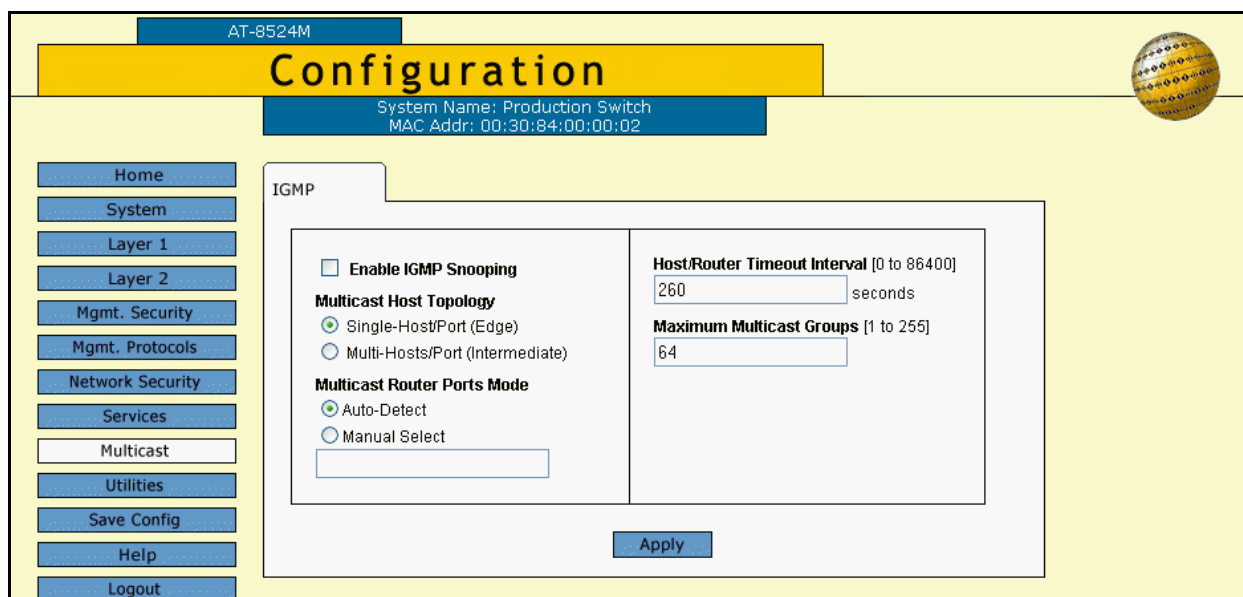 AT-8524M
Configuration
System Name: Production Switch
MAC Addr: 00:30:84:00:00:02
Home
System
Layer 1
Layer 2
Mgmt. Security
Mgmt. Protocols
Network Security
Services
Multicast
Utilities
Save Config
Help
Logout
IGMP
Enable IGMP Snooping
Multicast Host Topology
Single-Host/Port (Edge)
Multi-Hosts/Port (Intermediate)
Multicast Router Ports Mode
Auto-Detect
Manual Select
Host/Router Timeout Interval [0 to 86400]
260 seconds
Maximum Multicast Groups [1 to 255]
64
Apply